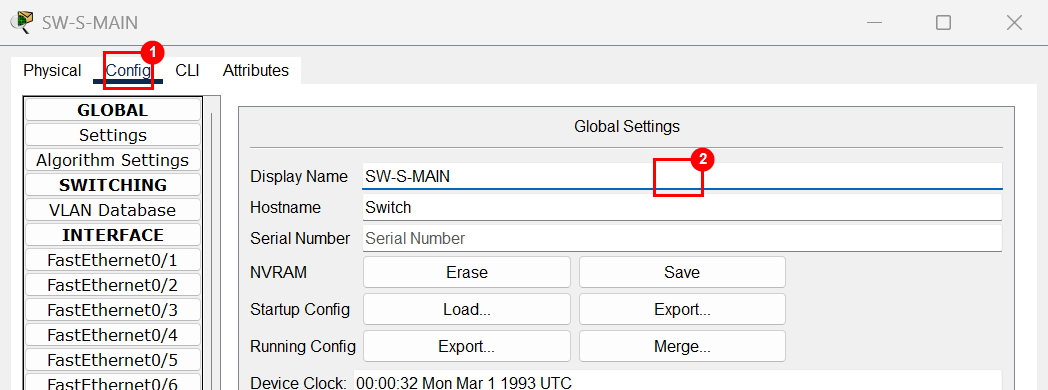 SW-S-MAIN
Physical Config CLI Attributes
1
GLOBAL
Settings
Algorithm Settings
SWITCHING
VLAN Database
INTERFACE
FastEthernet0/1
FastEthernet0/2
FastEthernet0/3
FastEthernet0/4
FastEthernet0/5
FastEthernet0/6
Global Settings
2
Display Name SW-S-MAIN
Hostname Switch
Serial Number Serial Number
NVRAM Erase Save
Startup Config Load... Export...
Running Config Export... Merge...
Device Clock: 00:00:32 Mon Mar 1 1993 UTC